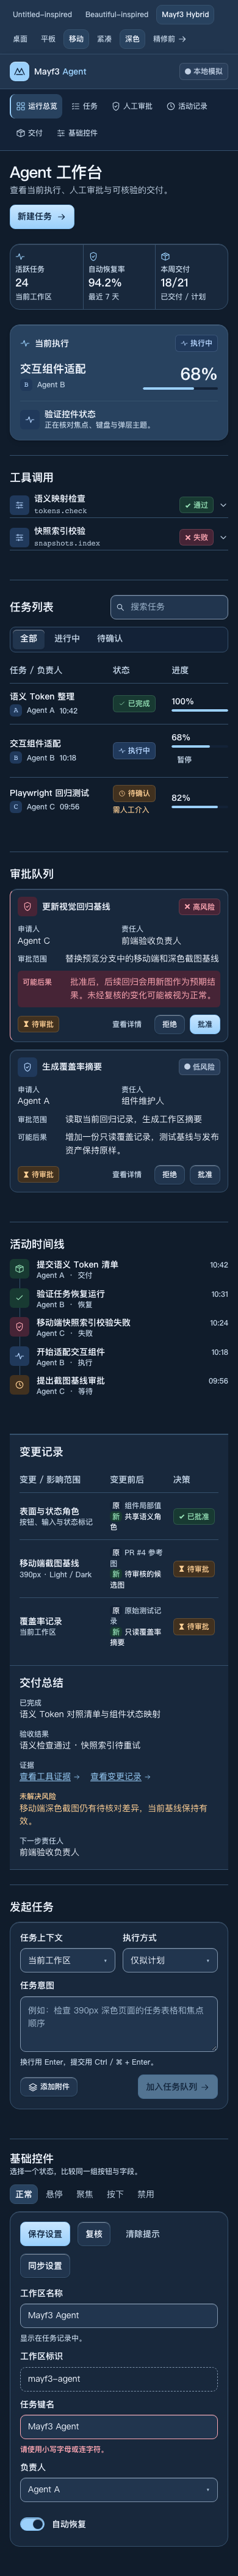 Untitled-inspired Beautiful-inspired Mayf3 Hybrid
桌面 平板 移动 紧凑 深色 精修前 →
Mayf3 Agent 本地模拟
运行总览 任务 人工审批 活动记录
交付 基础控件
Agent 工作台
查看当前执行、人工审批与可核验的交付。
新建任务 →
活跃任务 自动恢复率 本周交付
24 94.2% 18/21
当前工作区 最近 7 天 已交付 / 计划
当前执行 执行中
交互组件适配 68%
B Agent B
验证控件状态
正在核对焦点、键盘与弹层主题。
工具调用
语义映射检查 通过
tokens.check
快照索引校验 失败
snapshots.index
任务列表 搜索任务
全部 进行中 待确认
任务 / 负责人 状态 进度
语义 Token 整理 已完成 100%
A Agent A 10:42
交互组件适配 执行中 68%
B Agent B 10:18 暂停
Playwright 回归测试 待确认 82%
C Agent C 09:56 需人工介入
审批队列
更新视觉回归基线 高风险
申请人 责任人
Agent C 前端验收负责人
审批范围 替换预览分支中的移动端和深色截图基线
可能后果 批准后，后续回归会用新图作为预期结
果。未经复核的变化可能被视为正常。
待审批 查看详情 拒绝 批准
生成覆盖率摘要 低风险
申请人 责任人
Agent A 组件维护人
审批范围 读取当前回归记录，生成工作区摘要
可能后果 增加一份只读覆盖记录，测试基线与发布
资产保持原样。
待审批 查看详情 拒绝 批准
活动时间线
提交语义 Token 清单 10:42
Agent A · 交付
验证任务恢复运行 10:31
Agent B · 恢复
移动端快照索引校验失败 10:24
Agent C · 失败
开始适配交互组件 10:18
Agent B · 执行
提出截图基线审批 09:56
Agent C · 等待
变更记录
变更 / 影响范围 变更前后 决策
表面与状态角色 原 组件局部值 已批准
按钮、输入与状态标记 新 共享语义角
色
移动端截图基线 原 PR #4 参考
图 待审批
390px · Light / Dark 新 待审核的候
选图
覆盖率记录 原 原始测试记
录 待审批
当前工作区 新 只读覆盖率
摘要
交付总结
已完成
语义 Token 对照清单与组件状态映射
验收结果
语义检查通过 · 快照索引待重试
证据
查看工具证据 → 查看变更记录 →
未解决风险
移动端深色截图仍有待核对差异，当前基线保持有
效。
下一步责任人
前端验收负责人
发起任务
任务上下文 执行方式
当前工作区 仅拟计划
任务意图
例如：检查 390px 深色页面的任务表格和焦点
顺序
换行用 Enter，提交用 Ctrl / ⌘ + Enter。
添加附件 加入任务队列 →
基础控件
选择一个状态，比较同一组按钮与字段。
正常 悬停 聚焦 按下 禁用
保存设置 复核 清除提示
同步设置
工作区名称
Mayf3 Agent
显示在任务记录中。
工作区标识
mayf3-agent
任务键名
Mayf3 Agent
请使用小写字母或连字符。
负责人
Agent A
自动恢复